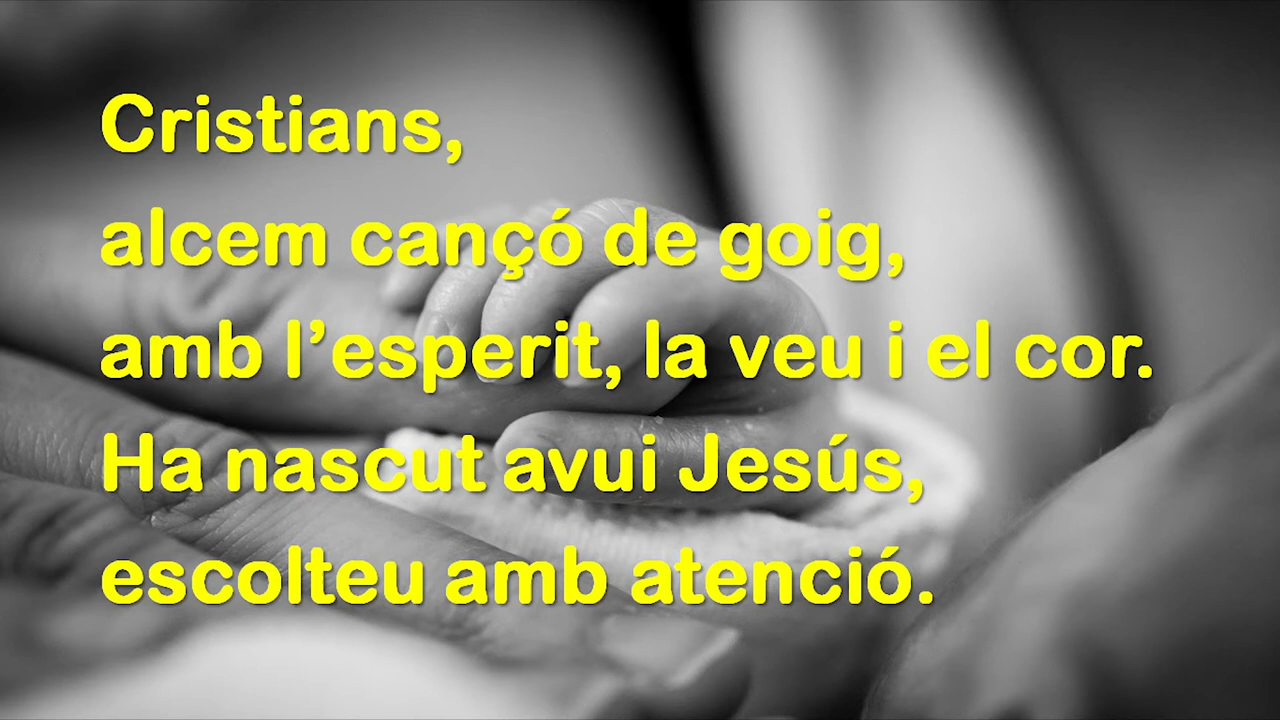 Cristians,
alcem cançó de goig,
amb l’esperit, la veu i el cor.
Ha nascut avui Jesús,
escolteu amb atenció.